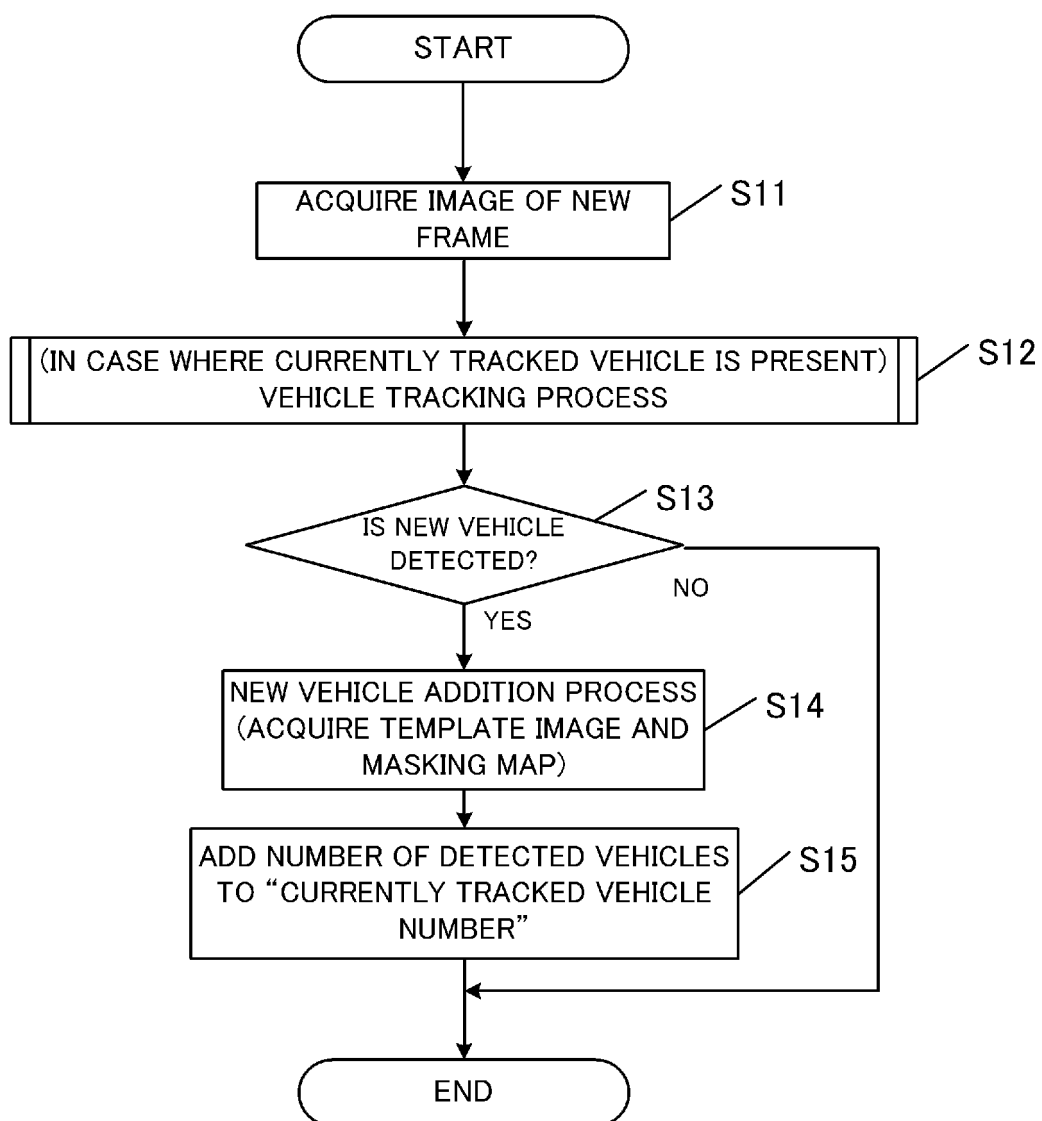 START
ACQUIRE IMAGE OF NEW
FRAME
S11
(IN CASE WHERE CURRENTLY TRACKED VEHICLE IS PRESENT)
VEHICLE TRACKING PROCESS
S12
IS NEW VEHICLE
DETECTED?
S13
NO
YES
NEW VEHICLE ADDITION PROCESS
(ACQUIRE TEMPLATE IMAGE AND
MASKING MAP)
S14
ADD NUMBER OF DETECTED VEHICLES
TO “CURRENTLY TRACKED VEHICLE
NUMBER”
S15
END